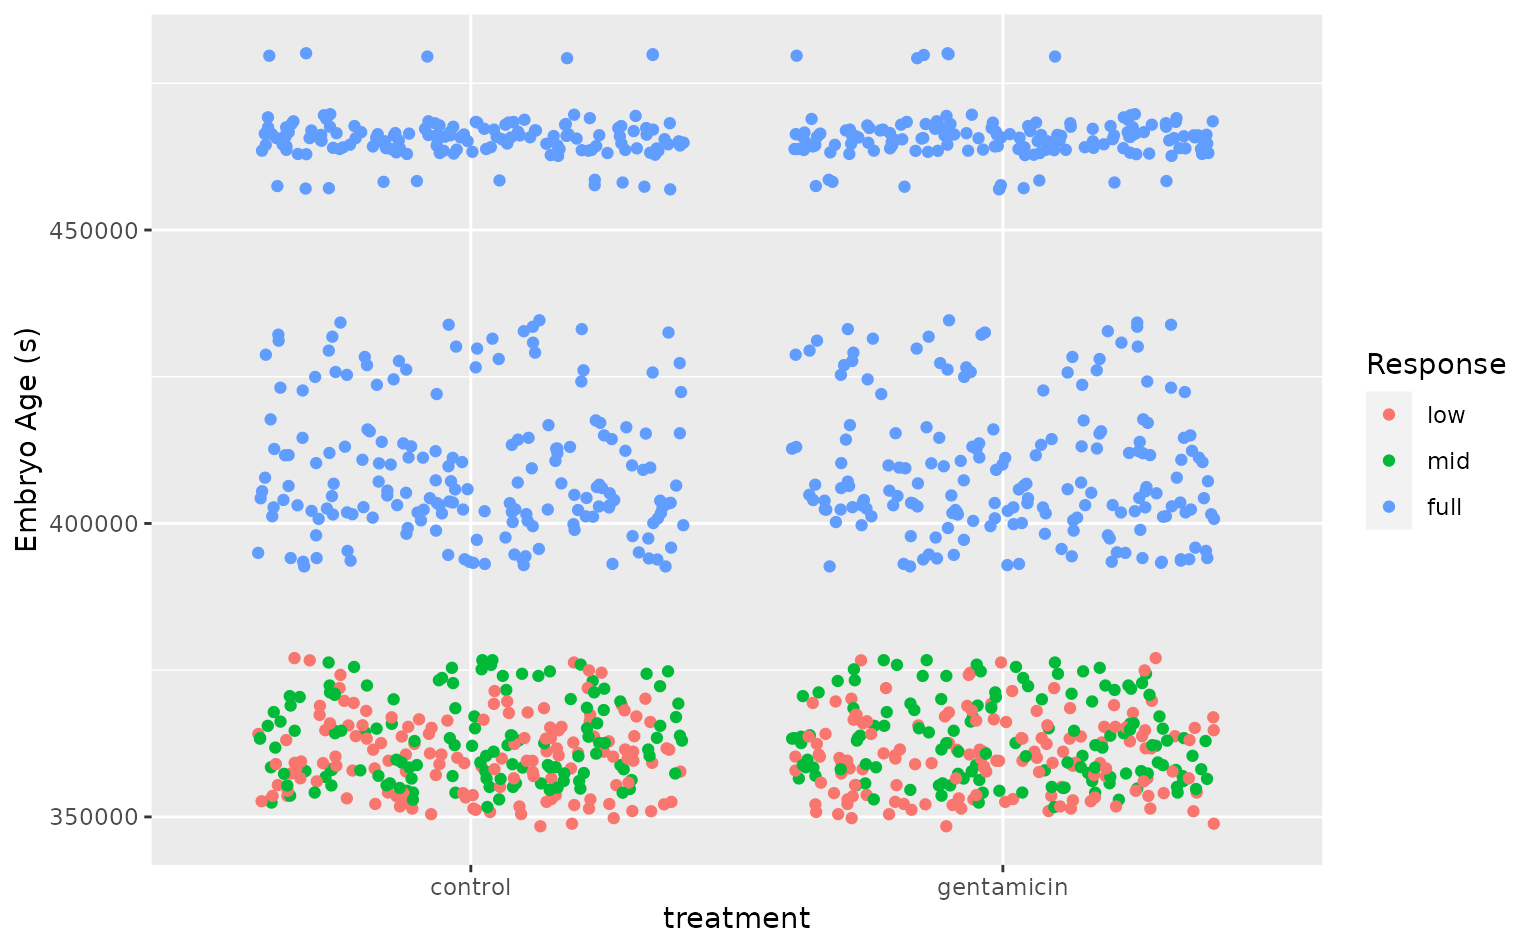 Embryo Age (s)
450000
400000
350000
control
gentamicin
treatment
Response
low
mid
full